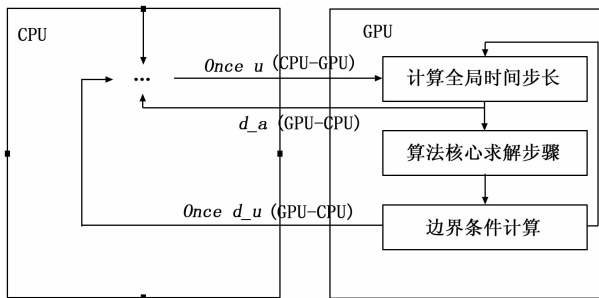 CPU
GPU
Once u (CPU-GPU)
...
计算全局时间步长
d_a (GPU-CPU)
算法核心求解步骤
Once d_u (GPU-CPU)
边界条件计算